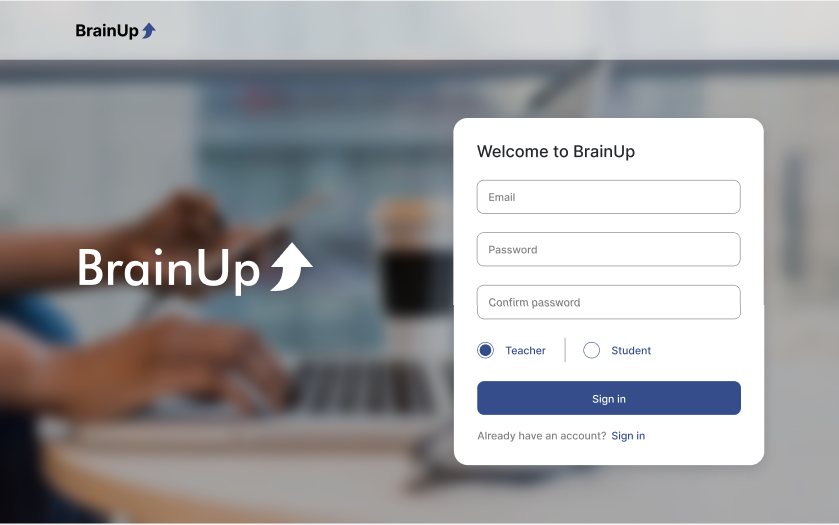 BrainUp
Welcome to BrainUp
Email
Password
BrainUp
Confirm password
Teacher
Student
Sign in
Already have an account? Sign in